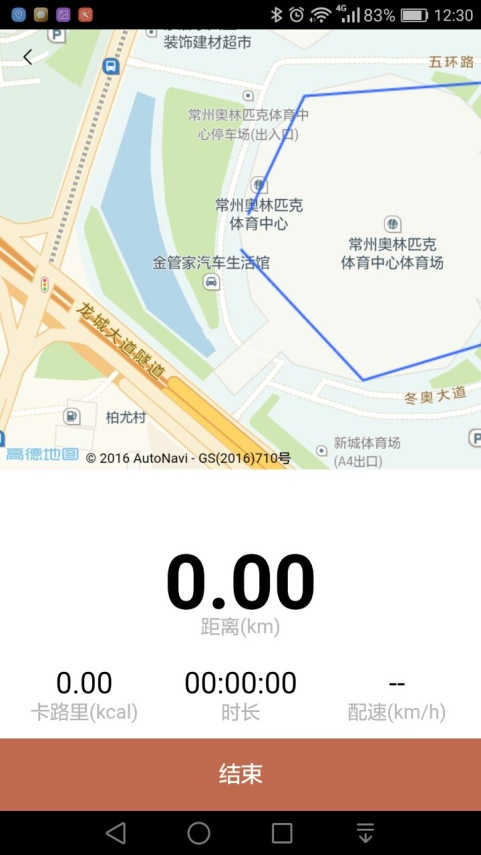 4G 83% 12:30
P
装饰建材超市
五环路
常州奥林匹克体育中
心停车场(出入口)
常州奥林匹克
体育中心
常州奥林匹克
体育中心体育场
金管家汽车生活馆
龙城大道隧道
冬奥大道
柏尤村
新城体育场
(A4出口)
P
高德地图 © 2016 AutoNavi - GS(2016)710号
0.00
距离(km)
0.00 00:00:00 --
卡路里(kcal) 时长 配速(km/h)
结束